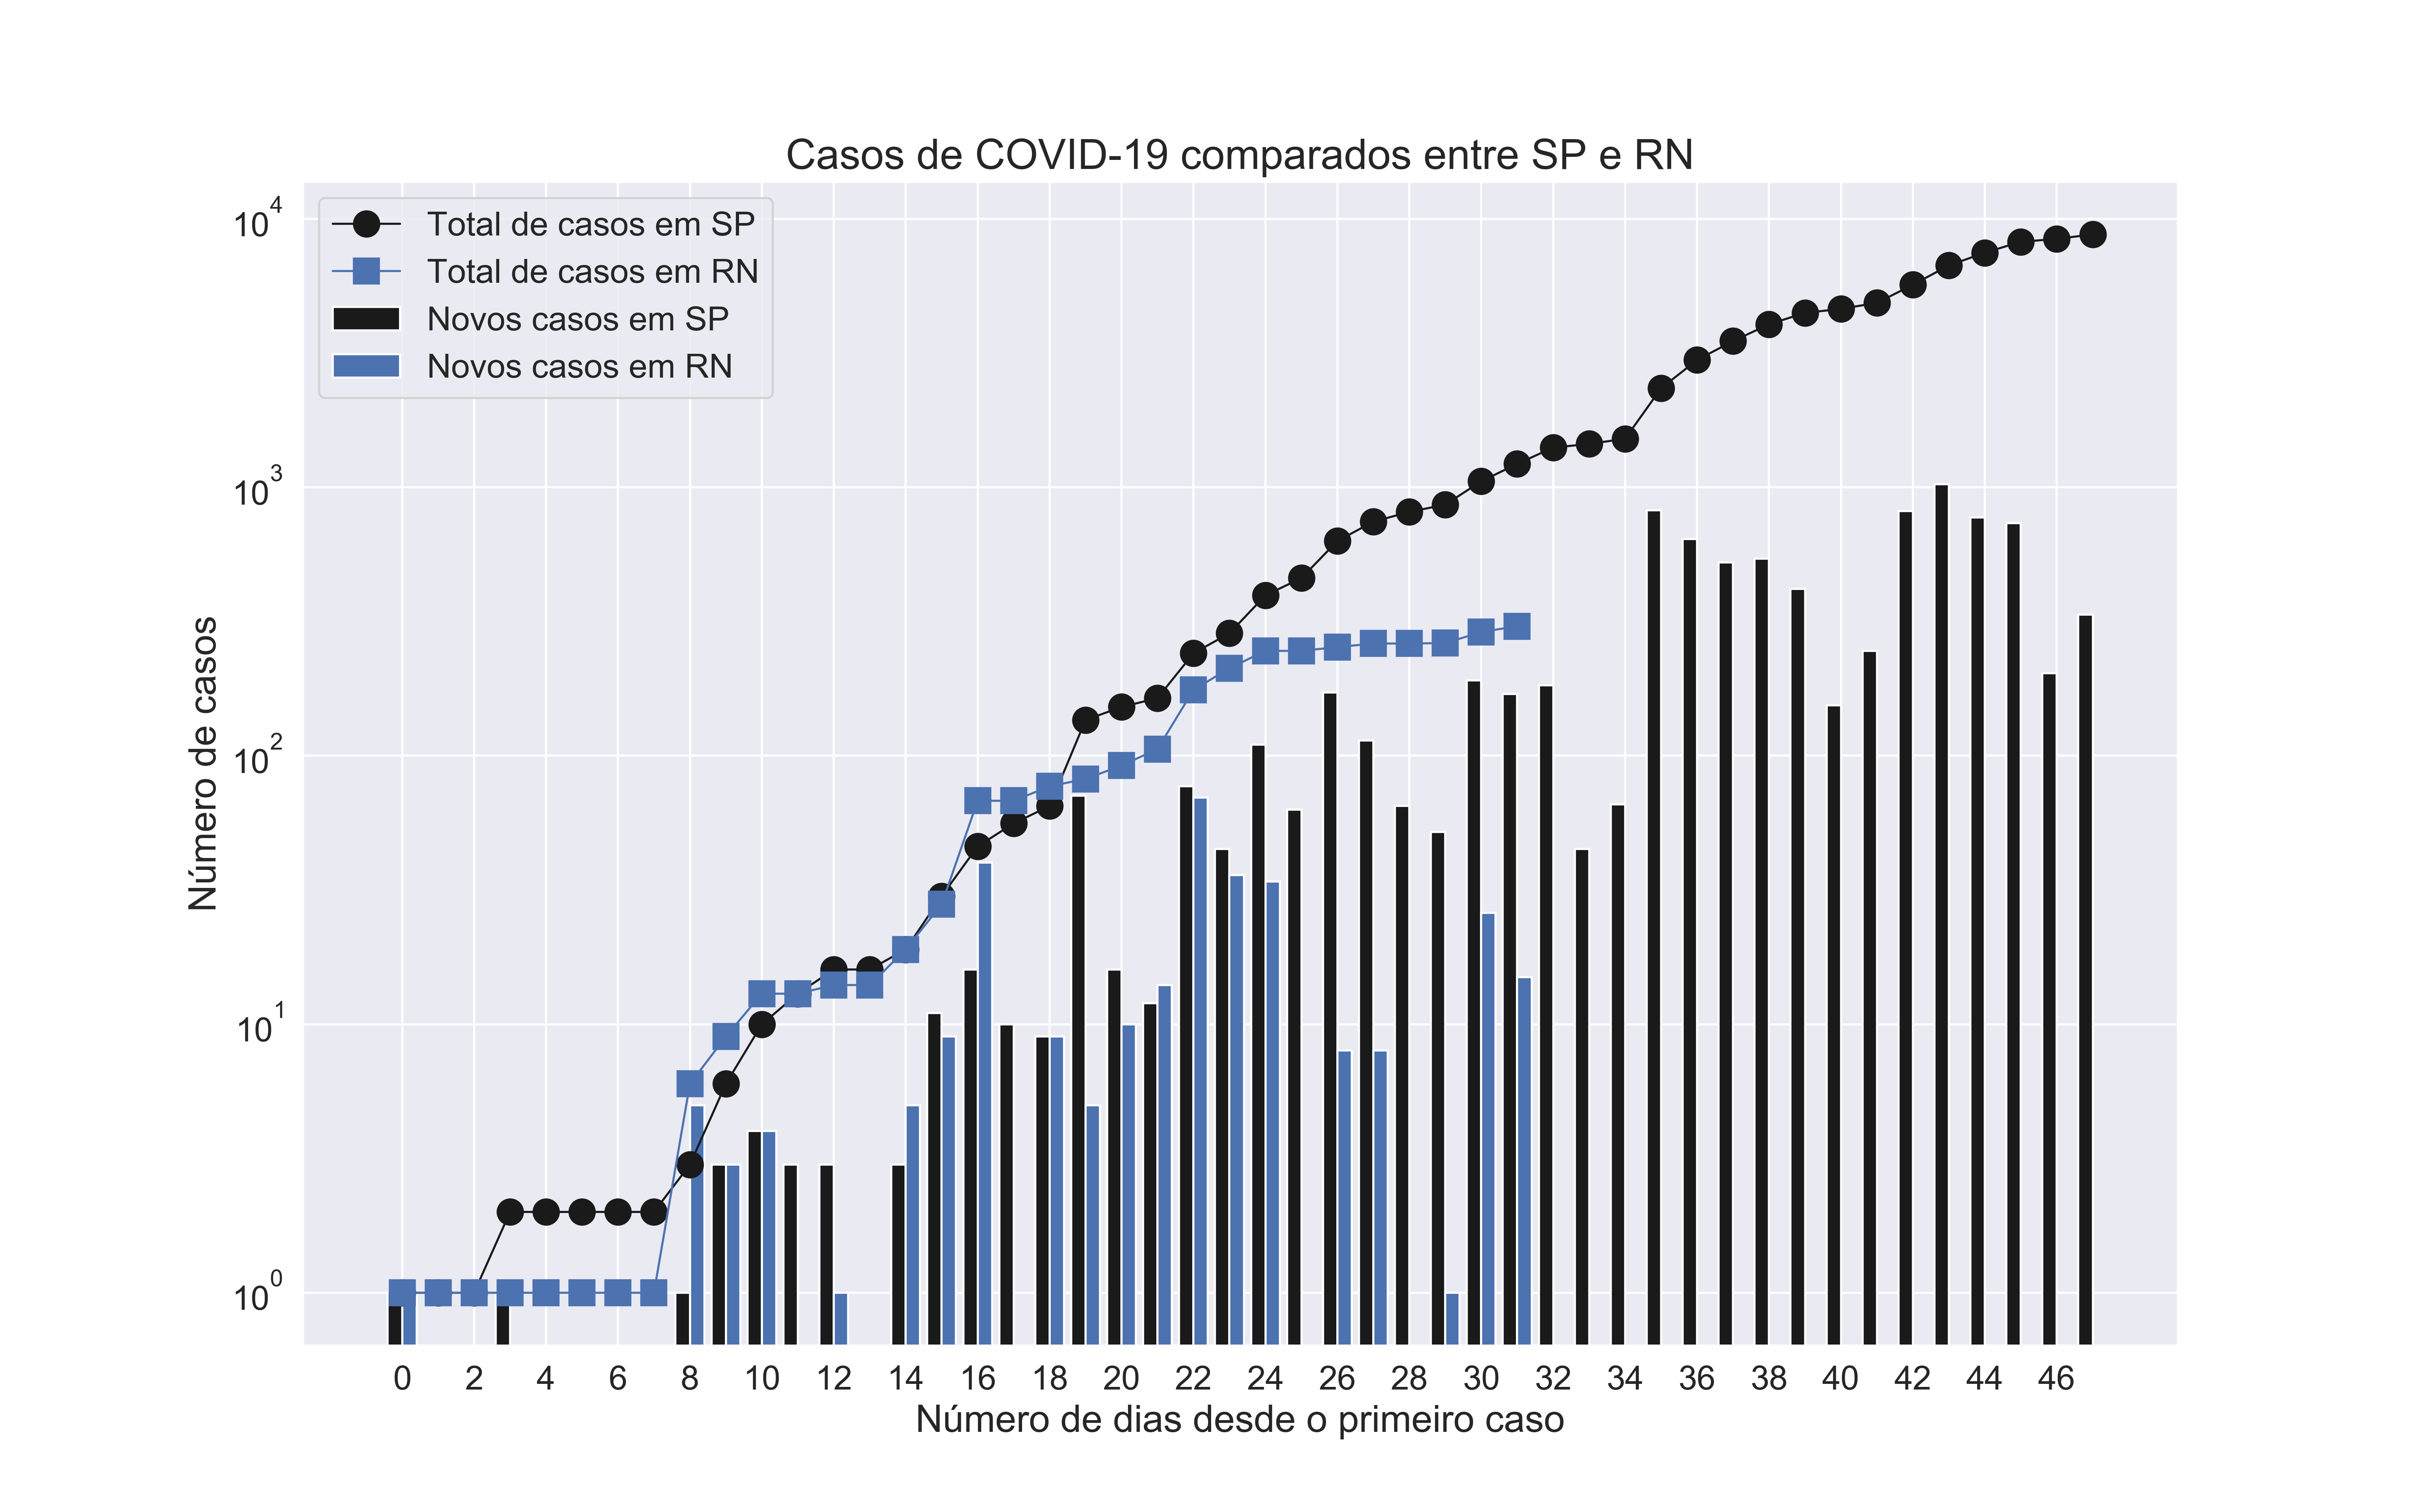 Casos de COVID-19 comparados entre SP e RN
Total de casos em SP
Total de casos em RN
Novos casos em SP
Novos casos em RN
10^4
10^3
10^2
10^1
10^0
Número de casos
0 2 4 6 8 10 12 14 16 18 20 22 24 26 28 30 32 34 36 38 40 42 44 46
Número de dias desde o primeiro caso